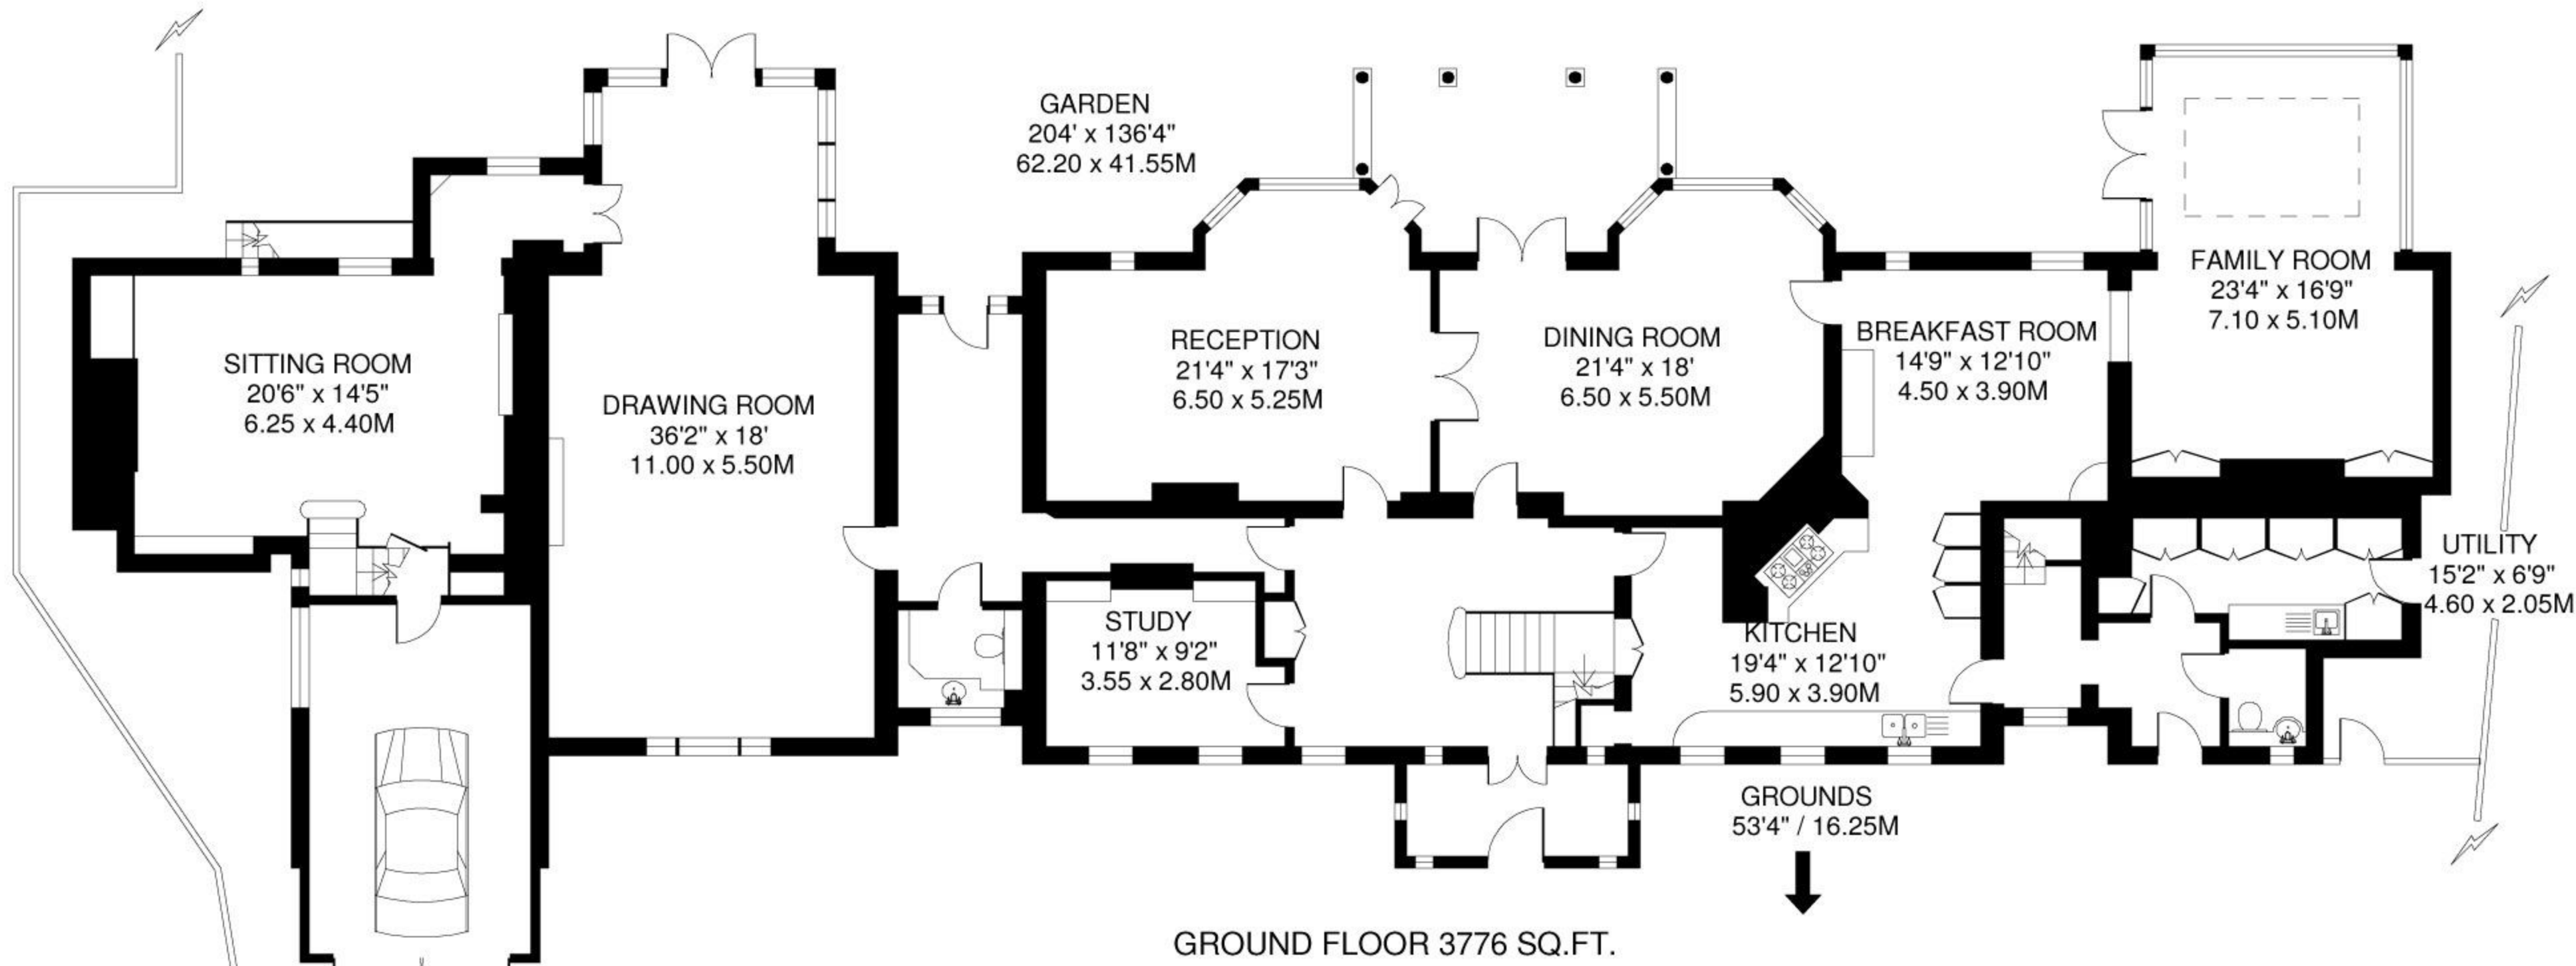 GARDEN
204' x 136'4"
62.20 x 41.55M
SITTING ROOM
20'6" x 14'5"
6.25 x 4.40M
DRAWING ROOM
36'2" x 18'
11.00 x 5.50M
RECEPTION
21'4" x 17'3"
6.50 x 5.25M
DINING ROOM
21'4" x 18'
6.50 x 5.50M
BREAKFAST ROOM
14'9" x 12'10"
4.50 x 3.90M
FAMILY ROOM
23'4" x 16'9"
7.10 x 5.10M
UTILITY
15'2" x 6'9"
4.60 x 2.05M
STUDY
11'8" x 9'2"
3.55 x 2.80M
KITCHEN
19'4" x 12'10"
5.90 x 3.90M
GROUNDS
53'4" / 16.25M
GROUND FLOOR 3776 SQ.FT.